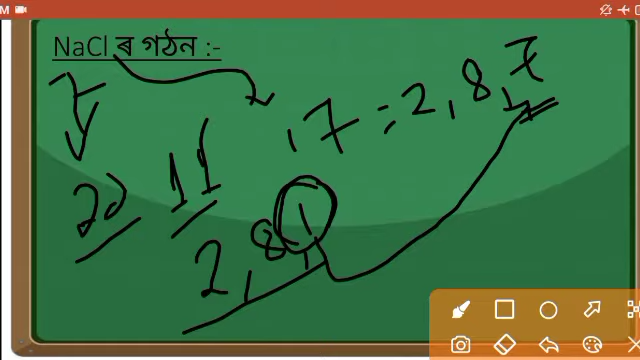 NaCl ৰ গঠন :-
17 = 2, 8, 7
11
2, 8, 1